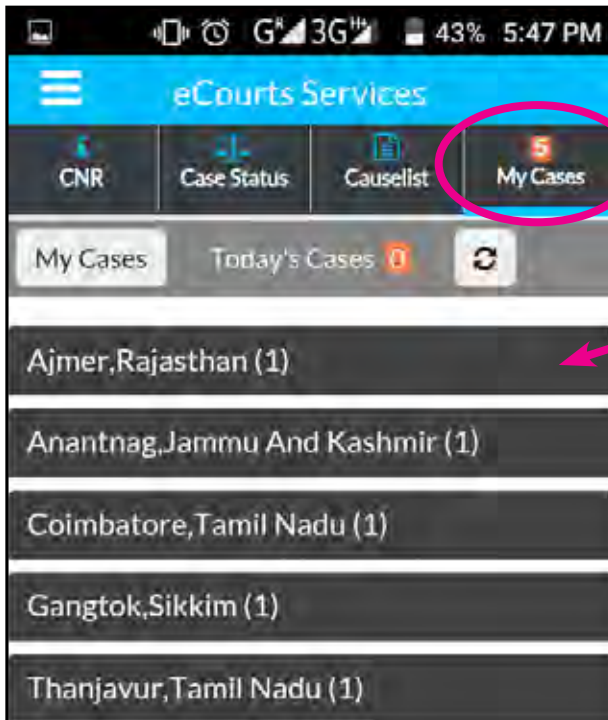 G R 3G H+ 43% 5:47 PM
eCourts Services
CNR Case Status Causelist 5 My Cases
My Cases Today's Cases 0
Ajmer,Rajasthan (1)
Anantnag,Jammu And Kashmir (1)
Coimbatore,Tamil Nadu (1)
Gangtok,Sikkim (1)
Thanjavur,Tamil Nadu (1)